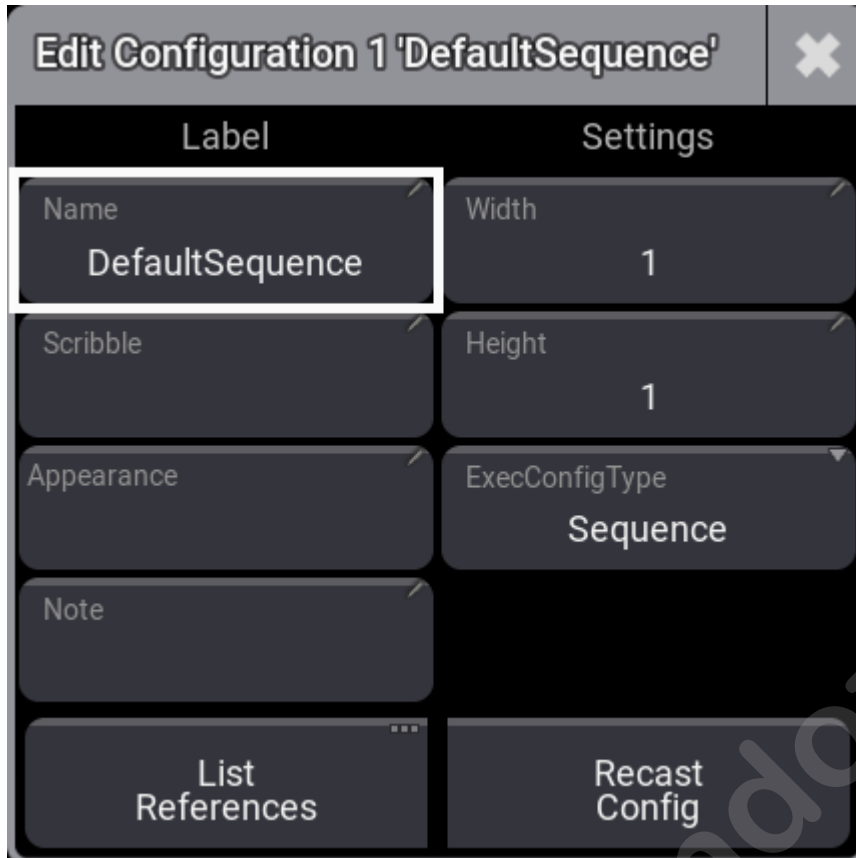 Edit Configuration 1 'DefaultSequence'
Label
Settings
Name
DefaultSequence
Width
1
Scribble
Height
1
Appearance
ExecConfigType
Sequence
Note
List
References
Recast
Config